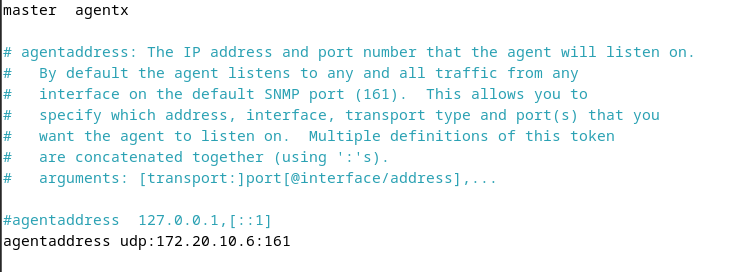 master  agentx
# agentaddress: The IP address and port number that the agent will listen on.
#   By default the agent listens to any and all traffic from any
#   interface on the default SNMP port (161).  This allows you to
#   specify which address, interface, transport type and port(s) that you
#   want the agent to listen on.  Multiple definitions of this token
#   are concatenated together (using ':'s).
#   arguments: [transport:]port[@interface/address],...
#agentaddress  127.0.0.1,[::1]
agentaddress udp:172.20.10.6:161